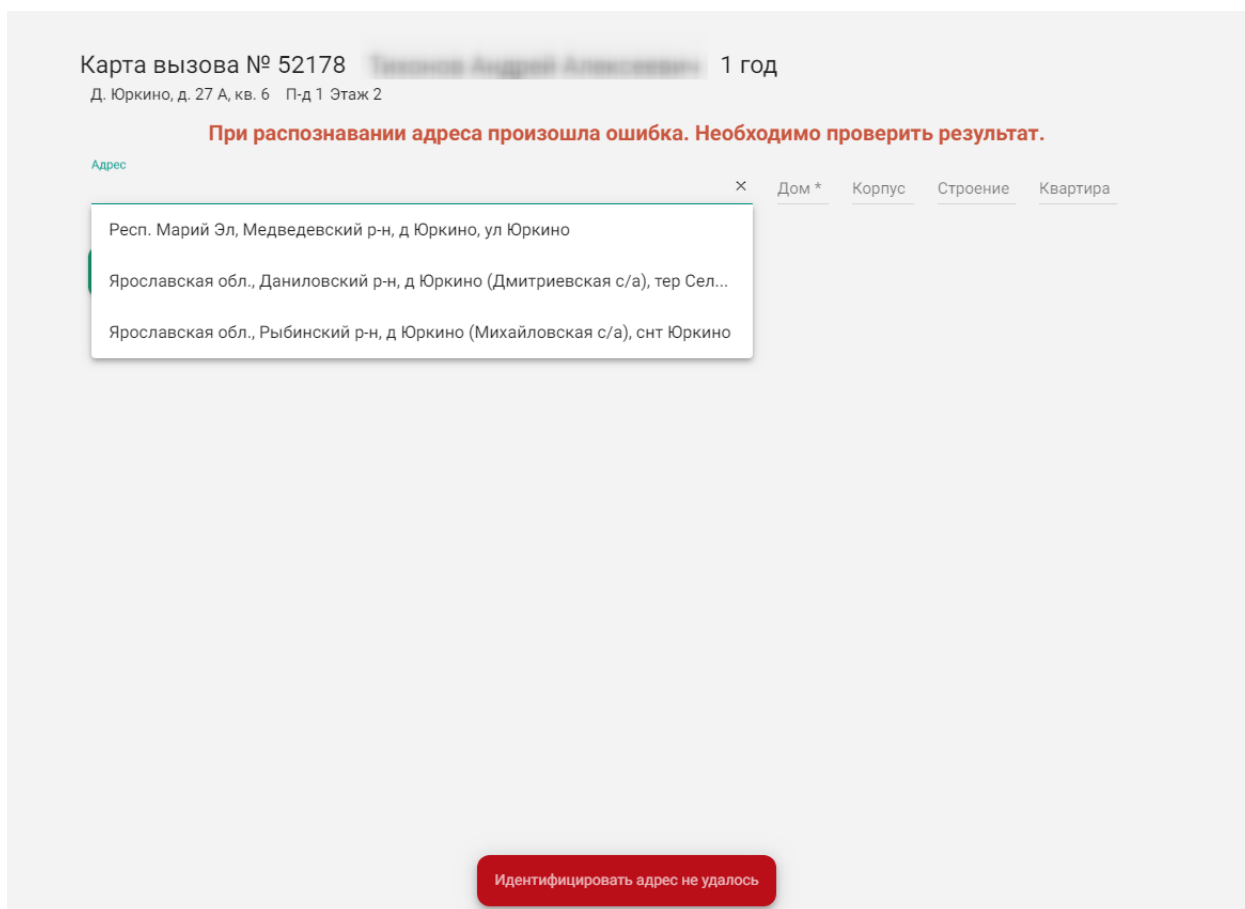 Карта вызова № 52178 1 год
Д. Юркино, д. 27 А, кв. 6 П-д 1 Этаж 2
При распознавании адреса произошла ошибка. Необходимо проверить результат.
Адрес
× Дом * Корпус Строение Квартира
Респ. Марий Эл, Медведевский р-н, д Юркино, ул Юркино
Ярославская обл., Даниловский р-н, д Юркино (Дмитриевская с/а), тер Сел...
Ярославская обл., Рыбинский р-н, д Юркино (Михайловская с/а), снт Юркино
Идентифицировать адрес не удалось